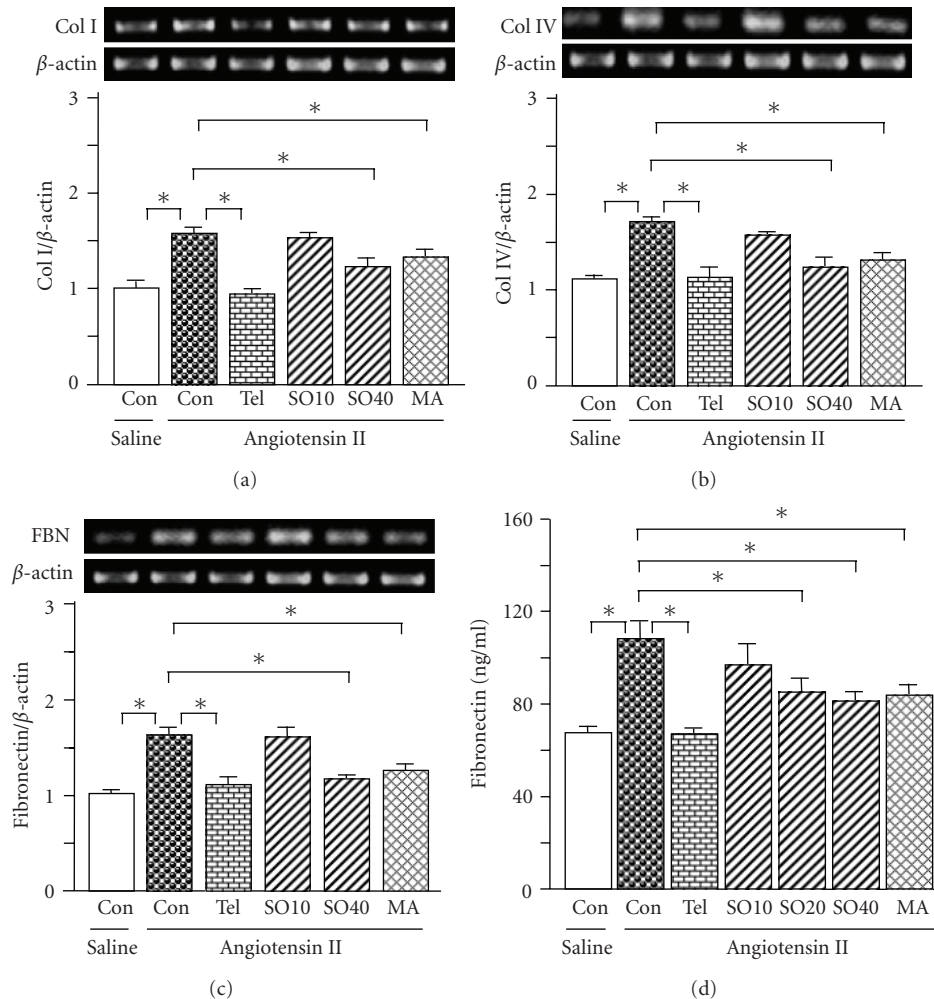 Col I
β-actin
3
2
1
0
Col I/β-actin
* * * *
Con Con Tel SO10 SO40 MA
Saline Angiotensin II
(a)
Col IV
β-actin
3
2
1
0
Col IV/β-actin
* * * *
Con Con Tel SO10 SO40 MA
Saline Angiotensin II
(b)
FBN
β-actin
3
2
1
0
Fibronectin/β-actin
* * * *
Con Con Tel SO10 SO40 MA
Saline Angiotensin II
(c)
160
120
80
40
0
Fibronectin (ng/ml)
* * * * *
Con Con Tel SO10 SO20 SO40 MA
Saline Angiotensin II
(d)